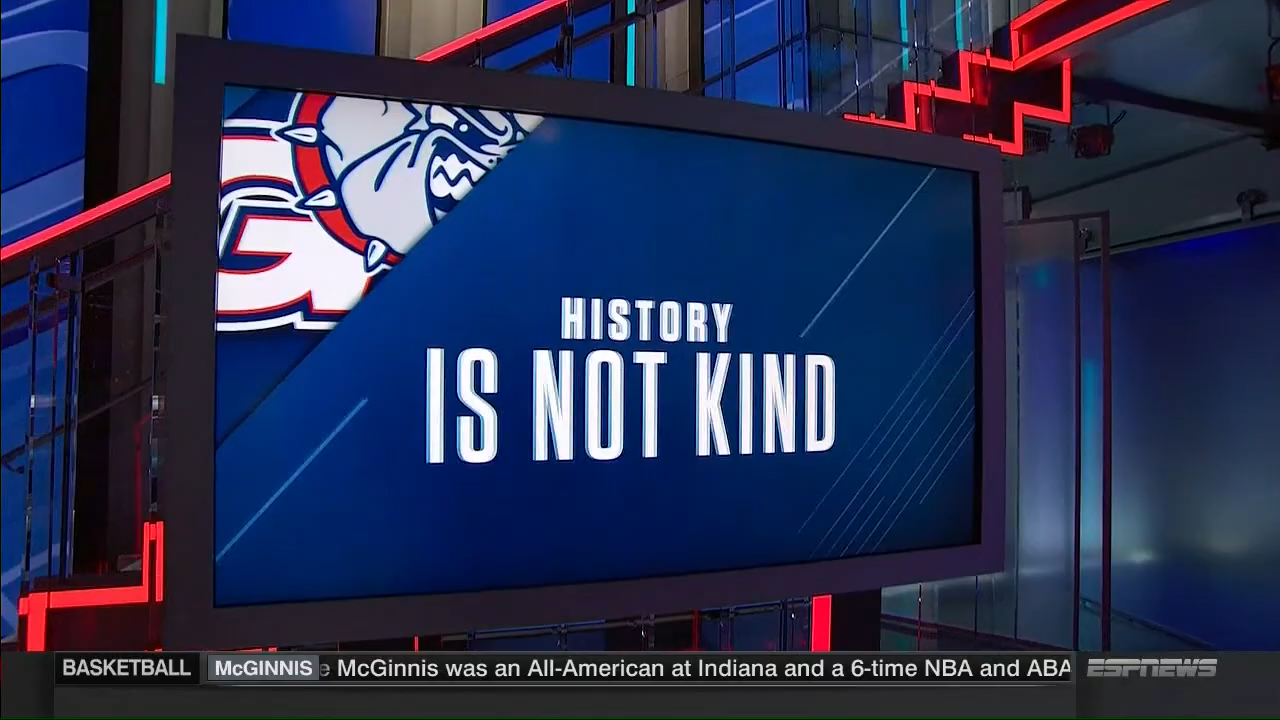 G
HISTORY
IS NOT KIND
BASKETBALL McGINNIS e McGinnis was an All-American at Indiana and a 6-time NBA and ABA ESPNEWS